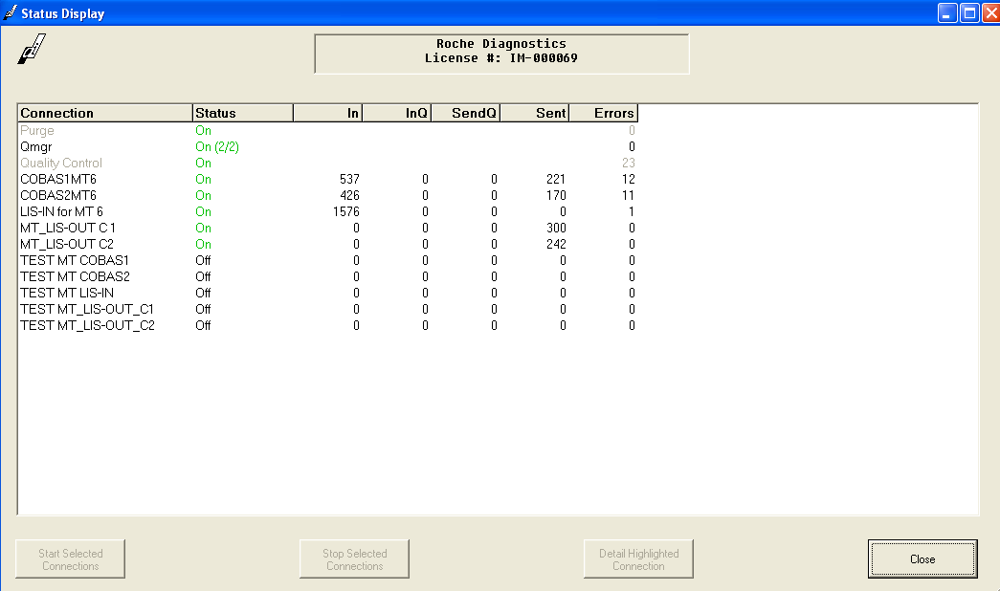 Status Display
Roche Diagnostics
License #: IM-000069
Connection Status In InQ SendQ Sent Errors
Purge On 0
Qmgr On (2/2) 0
Quality Control On 23
COBAS1MT6 On 537 0 0 221 12
COBAS2MT6 On 426 0 0 170 11
LIS-IN for MT 6 On 1576 0 0 0 1
MT_LIS-OUT C 1 On 0 0 0 300 0
MT_LIS-OUT C2 On 0 0 0 242 0
TEST MT COBAS1 Off 0 0 0 0 0
TEST MT COBAS2 Off 0 0 0 0 0
TEST MT LIS-IN Off 0 0 0 0 0
TEST MT_LIS-OUT_C1 Off 0 0 0 0 0
TEST MT_LIS-OUT_C2 Off 0 0 0 0 0
Start Selected
Connections
Stop Selected
Connections
Detail Highlighted
Connection
Close